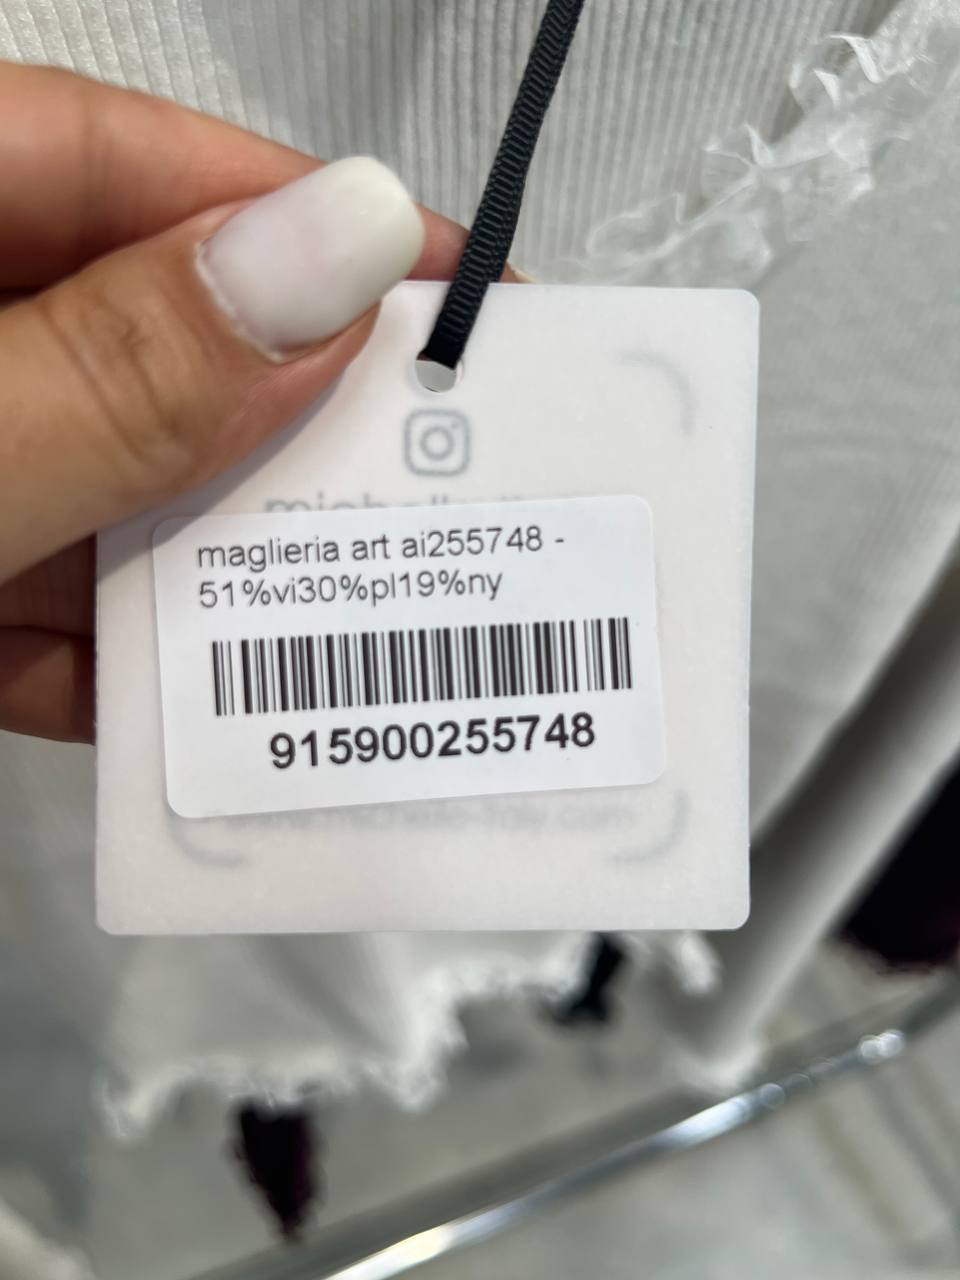 maglieria art ai255748 -
51%vi30%pl19%ny
915900255748